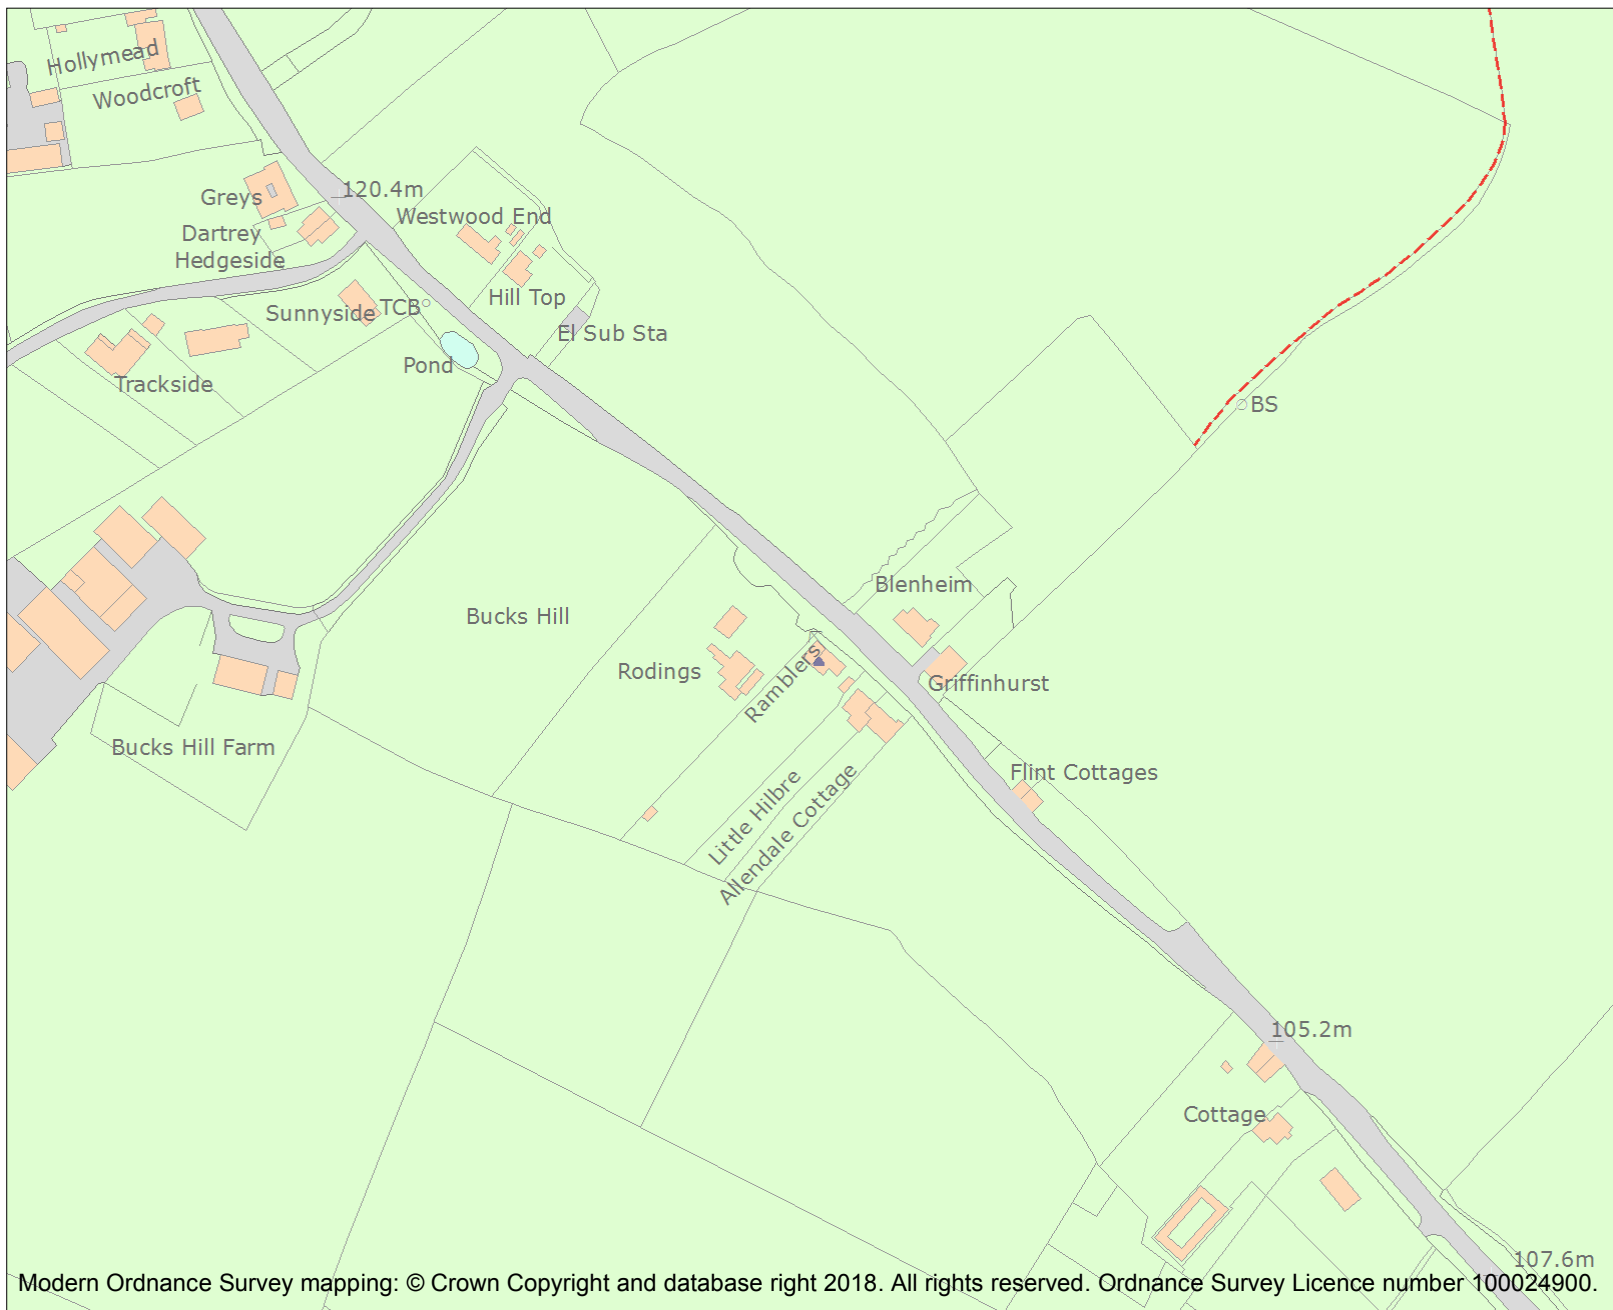 Hollymead
Woodcroft
Greys
120.4m
Westwood End
Dartrey
Hedgeside
Hill Top
Sunnyside
TCB
El Sub Sta
Pond
Trackside
BS
Blenheim
Bucks Hill
Rodings
Ramblers
Griffinhurst
Bucks Hill Farm
Flint Cottages
Little Hilbre
Allendale Cottage
105.2m
Cottage
107.6m
Modern Ordnance Survey mapping: © Crown Copyright and database right 2018. All rights reserved. Ordnance Survey Licence number 100024900.